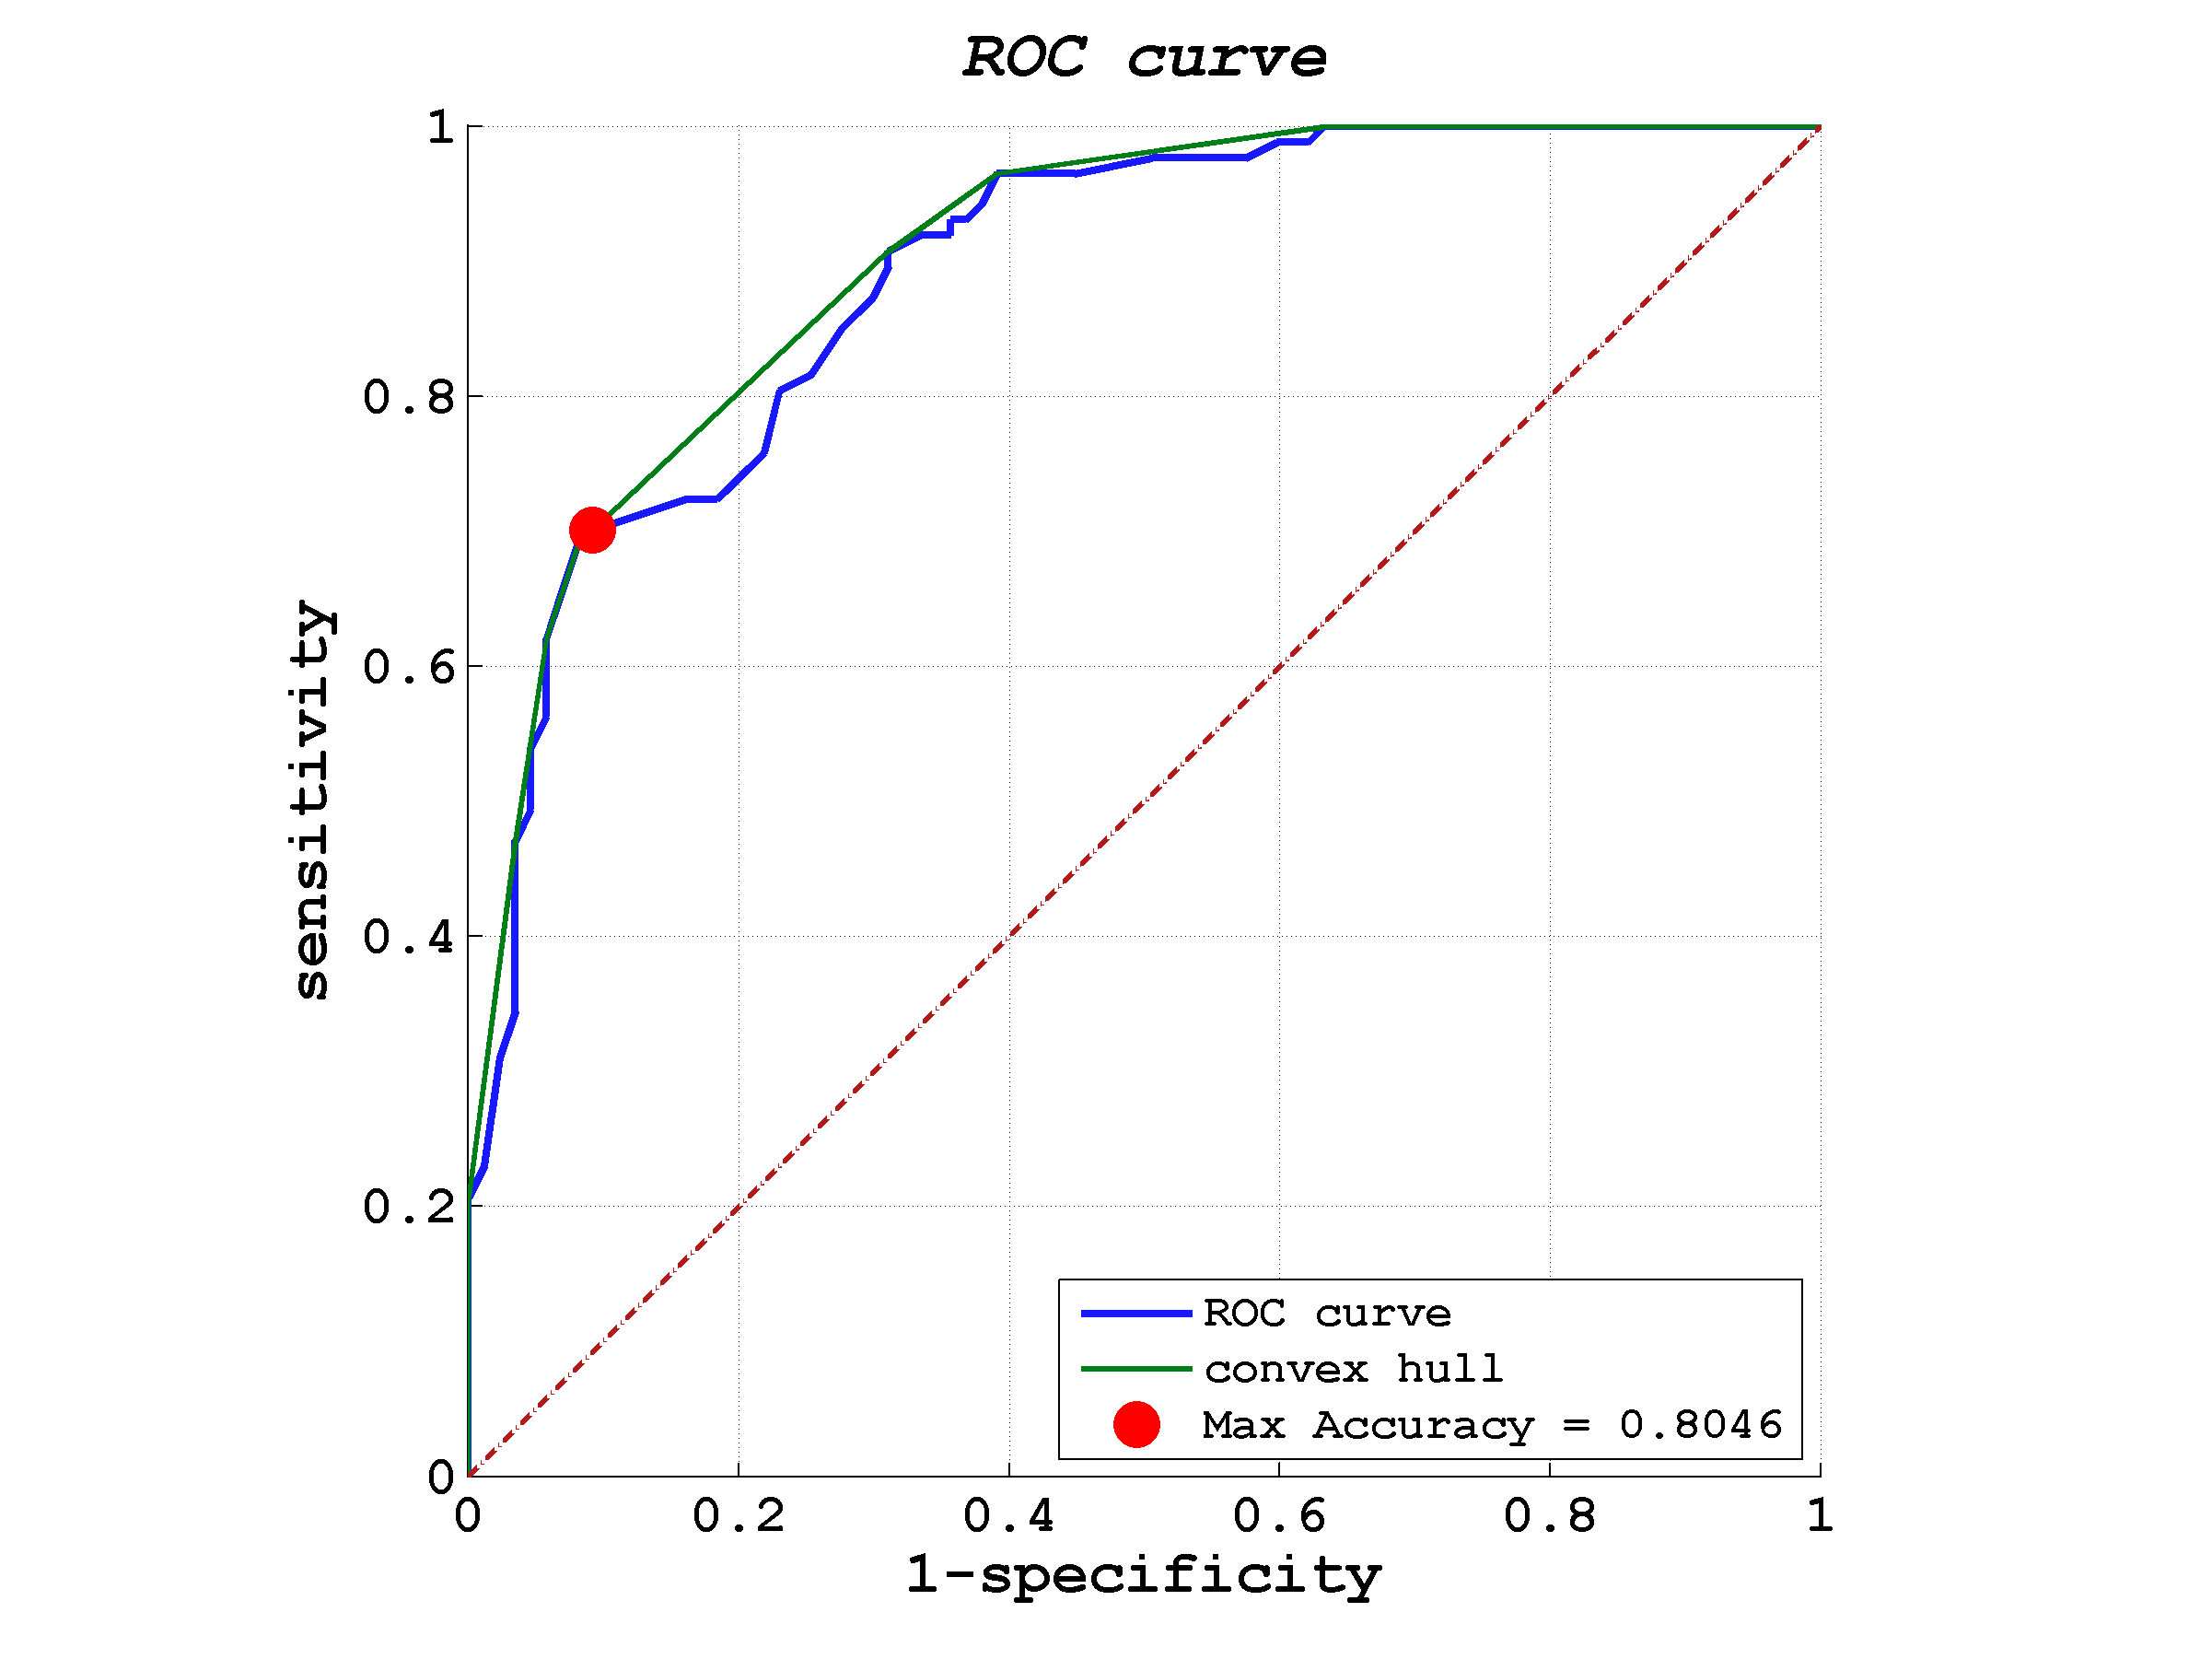 ROC curve
1
0.8
0.6
0.4
0.2
0
sensitivity
0 0.2 0.4 0.6 0.8 1
1-specificity
ROC curve
convex hull
Max Accuracy = 0.8046